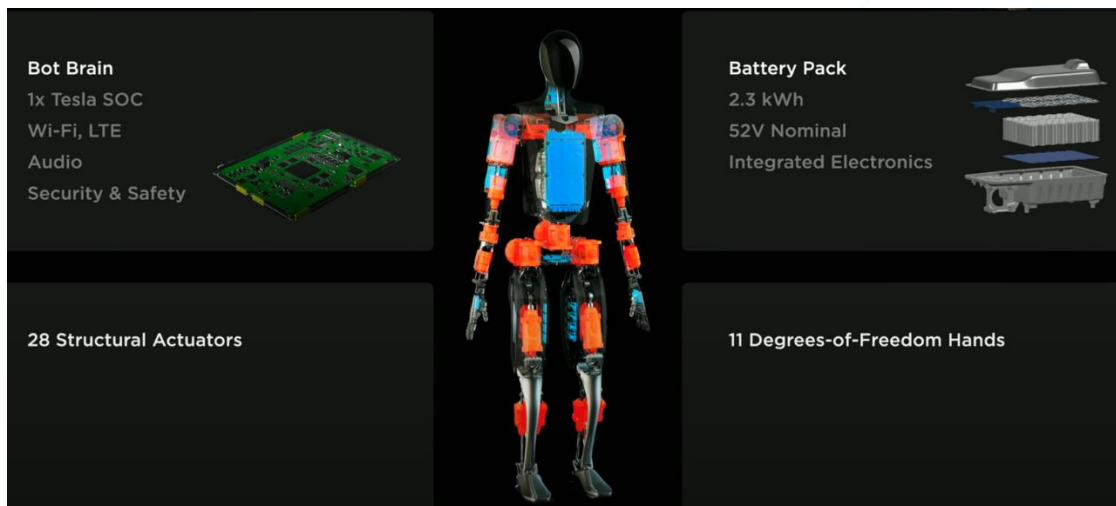 Bot Brain
1x Tesla SOC
Wi-Fi, LTE
Audio
Security & Safety
Battery Pack
2.3 kWh
52V Nominal
Integrated Electronics
28 Structural Actuators
11 Degrees-of-Freedom Hands